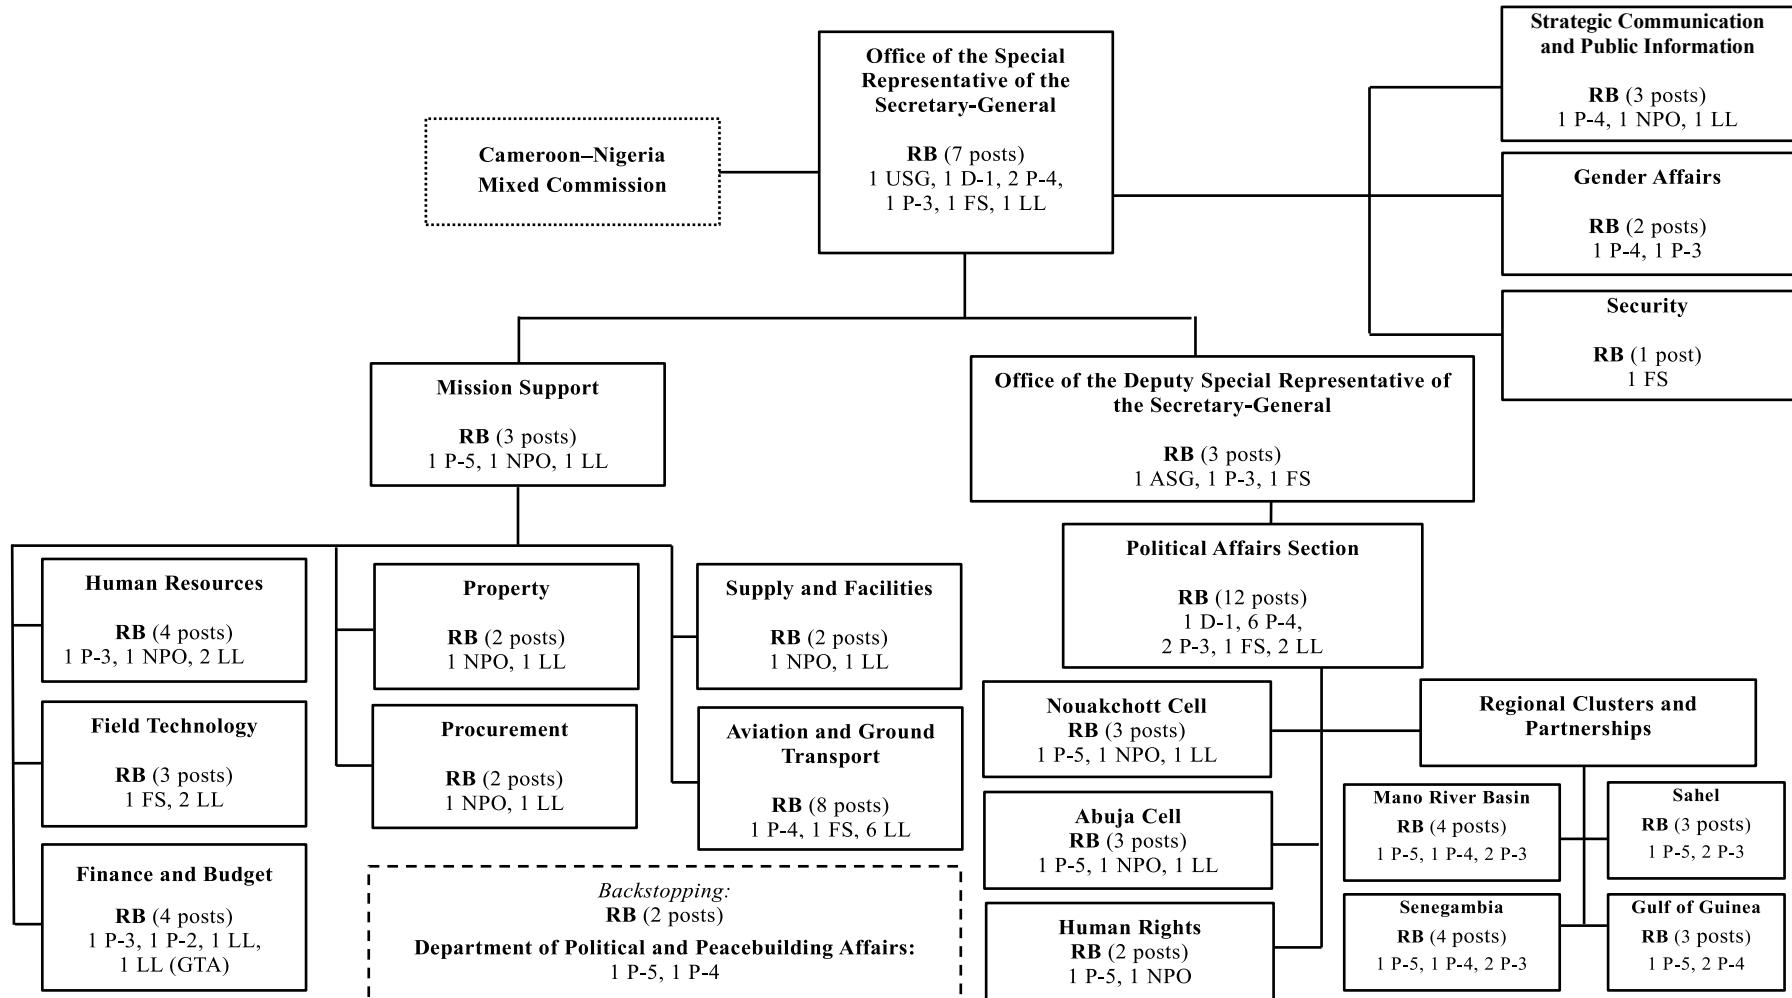 Office of the Special
Representative of the
Secretary-General
RB (7 posts)
1 USG, 1 D-1, 2 P-4,
1 P-3, 1 FS, 1 LL
Cameroon–Nigeria
Mixed Commission
Strategic Communication
and Public Information
RB (3 posts)
1 P-4, 1 NPO, 1 LL
Gender Affairs
RB (2 posts)
1 P-4, 1 P-3
Security
RB (1 post)
1 FS
Mission Support
RB (3 posts)
1 P-5, 1 NPO, 1 LL
Office of the Deputy Special Representative of
the Secretary-General
RB (3 posts)
1 ASG, 1 P-3, 1 FS
Human Resources
RB (4 posts)
1 P-3, 1 NPO, 2 LL
Property
RB (2 posts)
1 NPO, 1 LL
Supply and Facilities
RB (2 posts)
1 NPO, 1 LL
Field Technology
RB (3 posts)
1 FS, 2 LL
Procurement
RB (2 posts)
1 NPO, 1 LL
Aviation and Ground
Transport
RB (8 posts)
1 P-4, 1 FS, 6 LL
Finance and Budget
RB (4 posts)
1 P-3, 1 P-2, 1 LL,
1 LL (GTA)
Backstopping:
RB (2 posts)
Department of Political and Peacebuilding Affairs:
1 P-5, 1 P-4
Political Affairs Section
RB (12 posts)
1 D-1, 6 P-4,
2 P-3, 1 FS, 2 LL
Nouakchott Cell
RB (3 posts)
1 P-5, 1 NPO, 1 LL
Abuja Cell
RB (3 posts)
1 P-5, 1 NPO, 1 LL
Human Rights
RB (2 posts)
1 P-5, 1 NPO
Regional Clusters and
Partnerships
Mano River Basin
RB (4 posts)
1 P-5, 1 P-4, 2 P-3
Sahel
RB (3 posts)
1 P-5, 2 P-3
Senegambia
RB (4 posts)
1 P-5, 1 P-4, 2 P-3
Gulf of Guinea
RB (3 posts)
1 P-5, 2 P-4